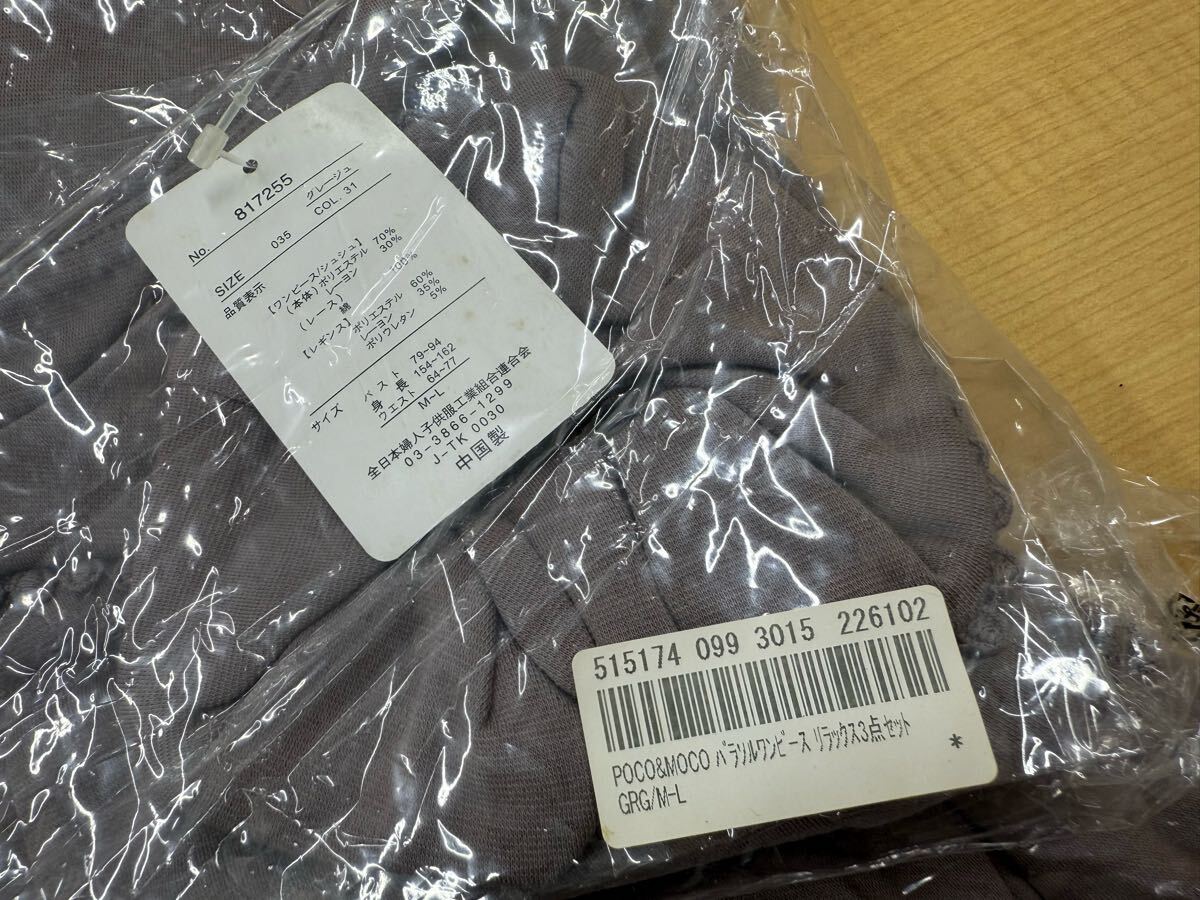 No. 817255
グレージュ
SIZE 035 COL. 31
品質表示
【ワンピース/シュシュ】
(本体) ポリエステル 70%
レーヨン 30%
(レース) 綿 100%
【レギンス】 ポリエステル 60%
レーヨン 35%
ポリウレタン 5%
サイズ バスト 79~94
身長 154~162
ウエスト 64~77
M-L
全日本婦人子供服工業組合連合会
03-3866-1299
J-TK 0030
中国製
515174 099 3015 226102
POCO&MOCO パラソルワンピース リラックス3点セット
GRG/M-L *